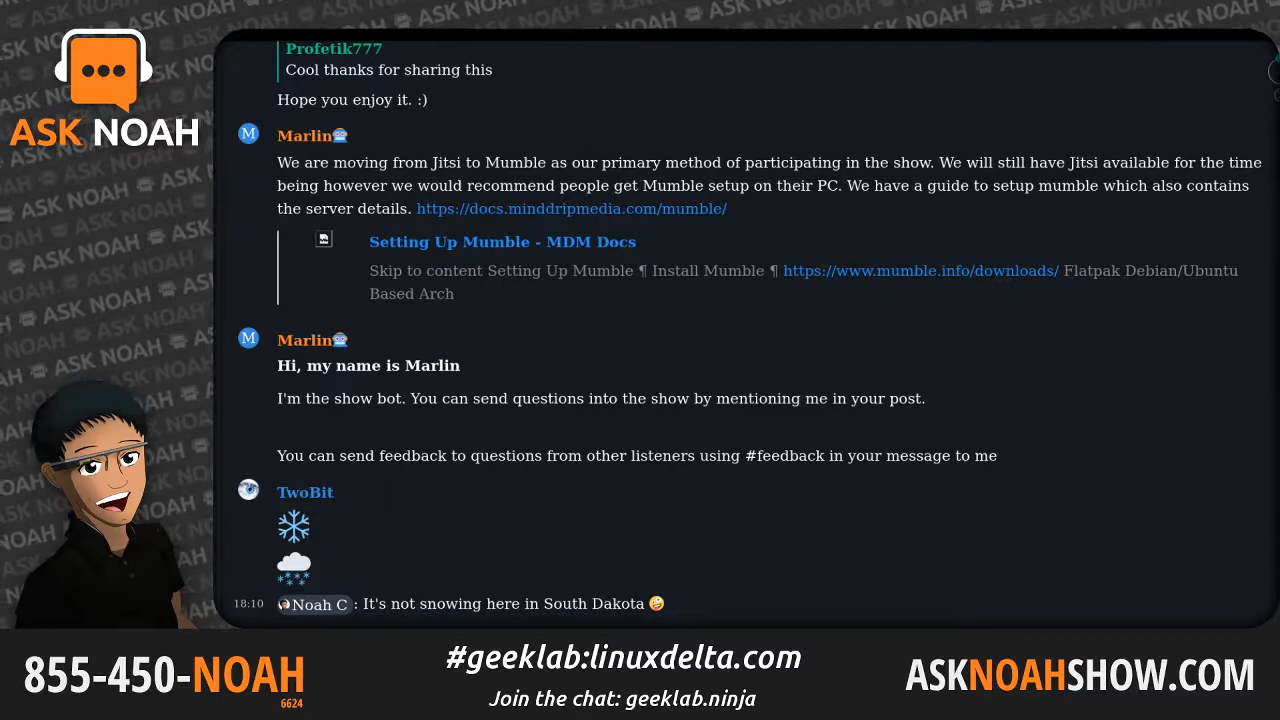 ASK NOAH
Profetik777
Cool thanks for sharing this
Hope you enjoy it. :)
M
Marlin
We are moving from Jitsi to Mumble as our primary method of participating in the show. We will still have Jitsi available for the time
being however we would recommend people get Mumble setup on their PC. We have a guide to setup mumble which also contains
the server details. https://docs.minddripmedia.com/mumble/
Setting Up Mumble - MDM Docs
Skip to content Setting Up Mumble ¶ Install Mumble ¶ https://www.mumble.info/downloads/ Flatpak Debian/Ubuntu
Based Arch
M
Marlin
Hi, my name is Marlin
I'm the show bot. You can send questions into the show by mentioning me in your post.
You can send feedback to questions from other listeners using #feedback in your message to me
TwoBit
18:10 Noah C : It's not snowing here in South Dakota 🤪
855-450-NOAH
6624
#geeklab:linuxdelta.com
Join the chat: geeklab.ninja
ASKNOAHSHOW.COM